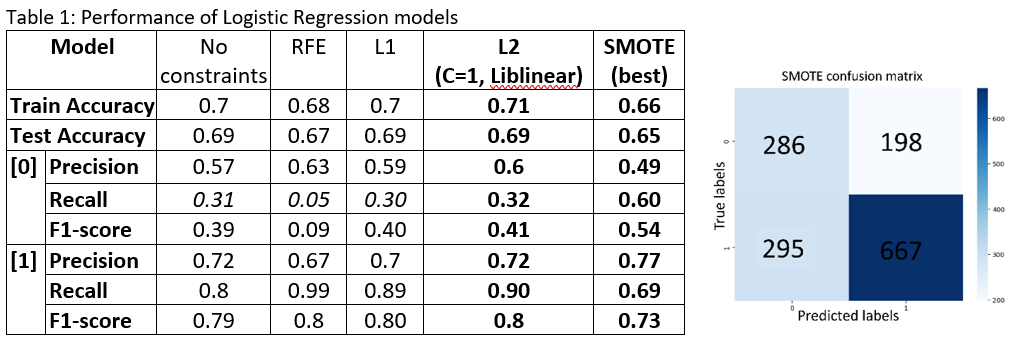 Table 1: Performance of Logistic Regression models
Model No constraints RFE L1 L2 (C=1, Liblinear) SMOTE (best)
Train Accuracy 0.7 0.68 0.7 0.71 0.66
Test Accuracy 0.69 0.67 0.69 0.69 0.65
[0] Precision 0.57 0.63 0.59 0.6 0.49
Recall 0.31 0.05 0.30 0.32 0.60
F1-score 0.39 0.09 0.40 0.41 0.54
[1] Precision 0.72 0.67 0.7 0.72 0.77
Recall 0.8 0.99 0.89 0.90 0.69
F1-score 0.79 0.8 0.80 0.8 0.73
SMOTE confusion matrix
True labels
0
286 198
1
295 667
0 1
Predicted labels
600
500
400
300
200